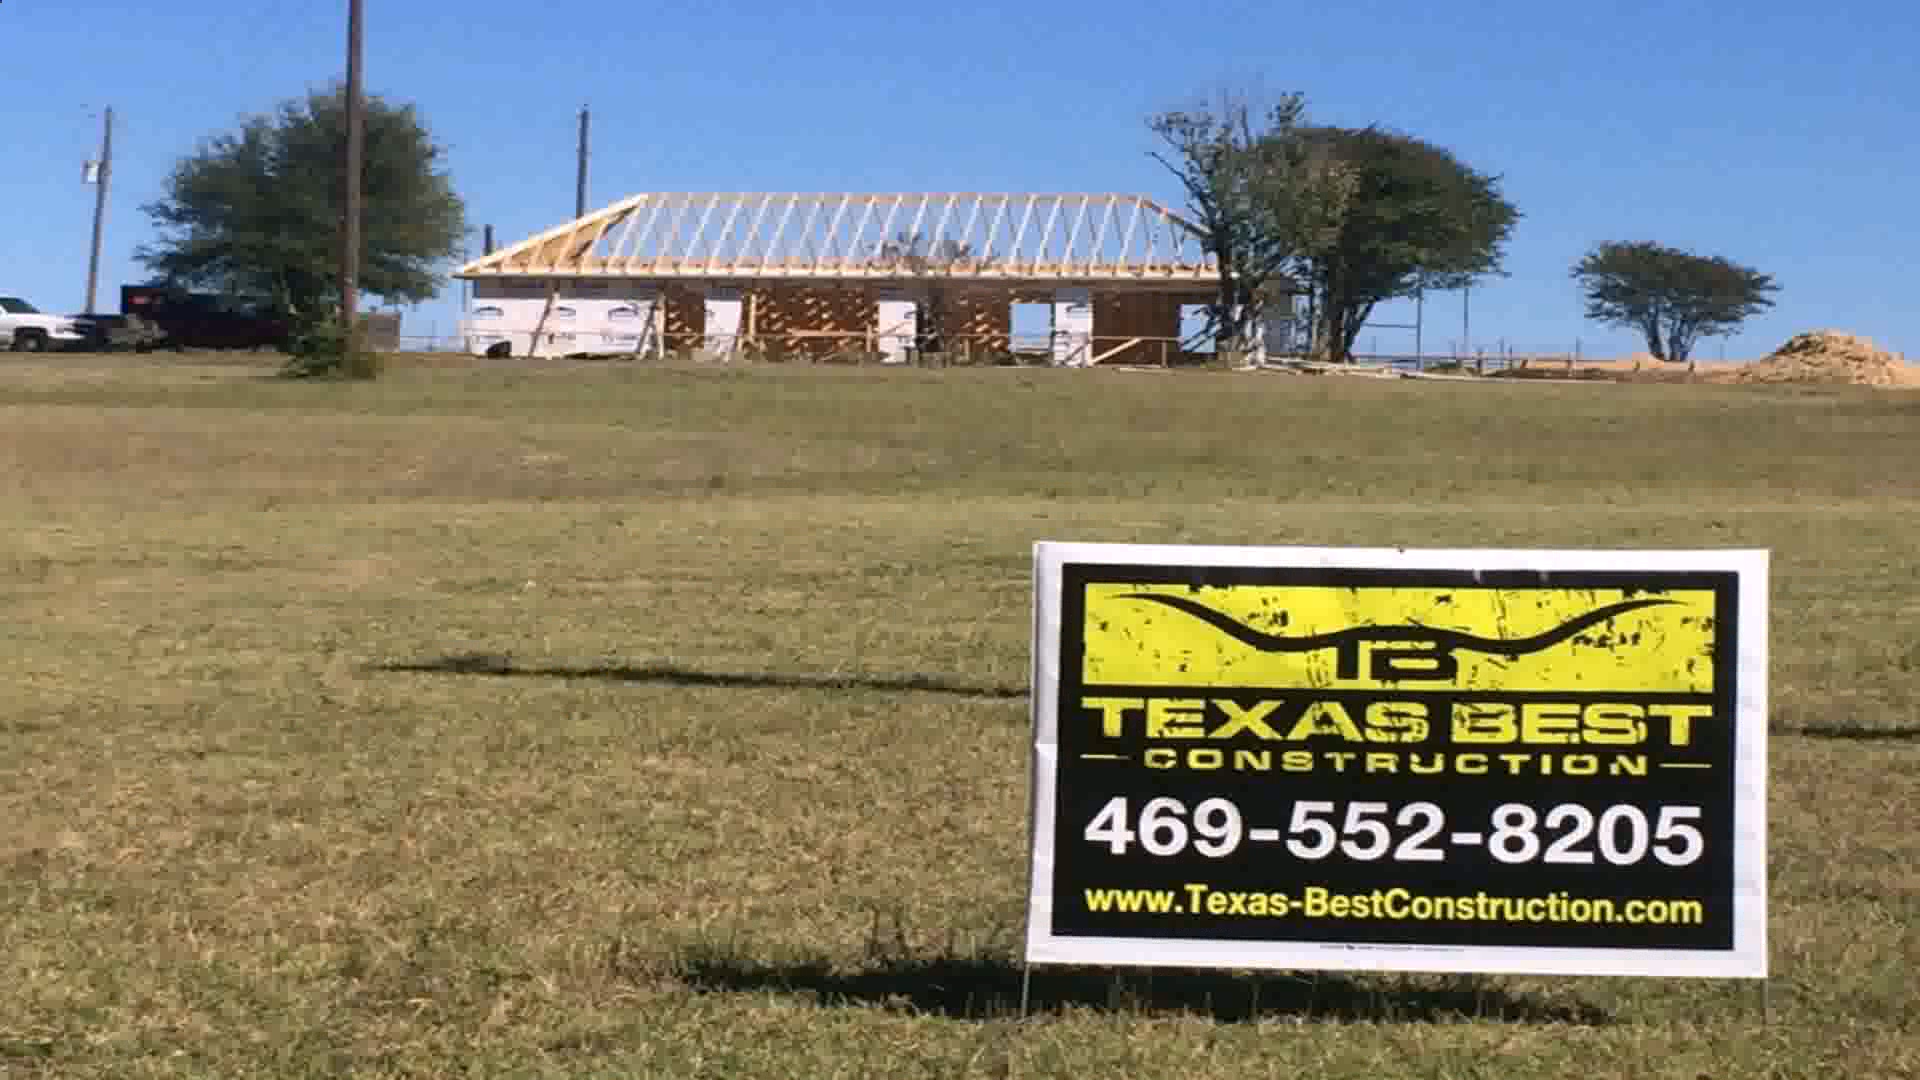 TB
TEXAS BEST
CONSTRUCTION
469-552-8205
www.Texas-BestConstruction.com